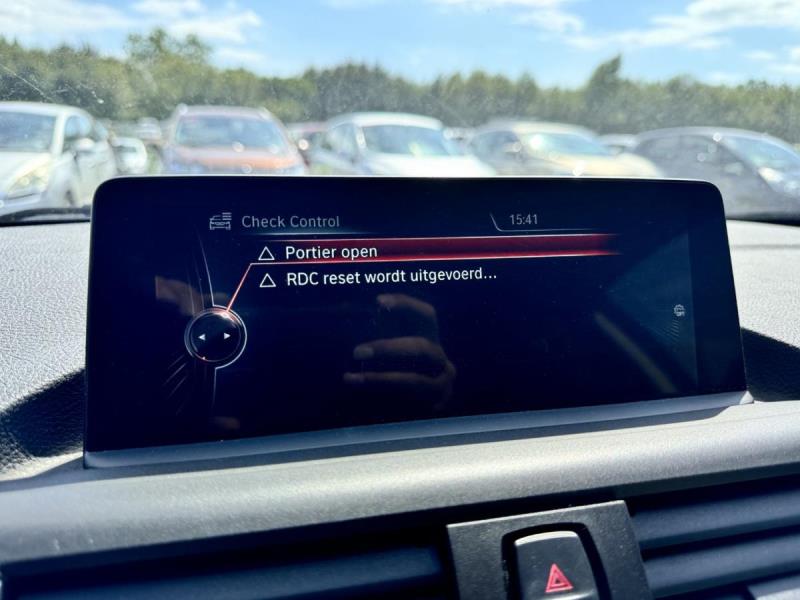 Check Control
15:41
Portier open
RDC reset wordt uitgevoerd...